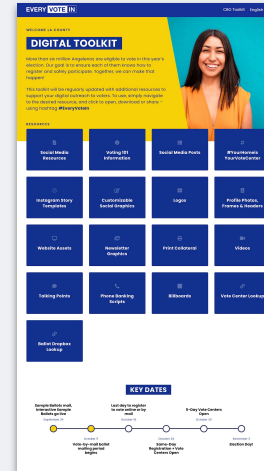 EVERY VOTE IN
CBO Toolkit English
WELCOME LA COUNTY
DIGITAL TOOLKIT
More than six million Angelenos are eligible to vote in this year's
election. Our goal is to ensure each of them knows how to
register and safely participate. Together, we can make that
happen!
This toolkit will be regularly updated with additional resources to
support your digital outreach to voters. To use, simply navigate
to the desired resource, and click to open, download or share -
using hashtag #EveryVoteIn
RESOURCES
Social Media
Resources
Voting 101
Information
Social Media Posts
#YourHomeIs
YourVoteCenter
Instagram Story
Templates
Customizable
Social Graphics
Logos
Profile Photos,
Frames & Headers
Website Assets
Newsletter
Graphics
Print Collateral
Videos
Talking Points
Phone Banking
Scripts
Billboards
Vote Center Lookup
Ballot Dropbox
Lookup
KEY DATES
Sample Ballots mail,
Interactive Sample
Ballots go live
Last day to register
to vote online or by
mail
11-Day Vote Centers
Open
October 5
Vote-by-mail ballot
mailing period
begins
October 24
Same-Day
Registration + Vote
Centers Open
November 3
Election Day!